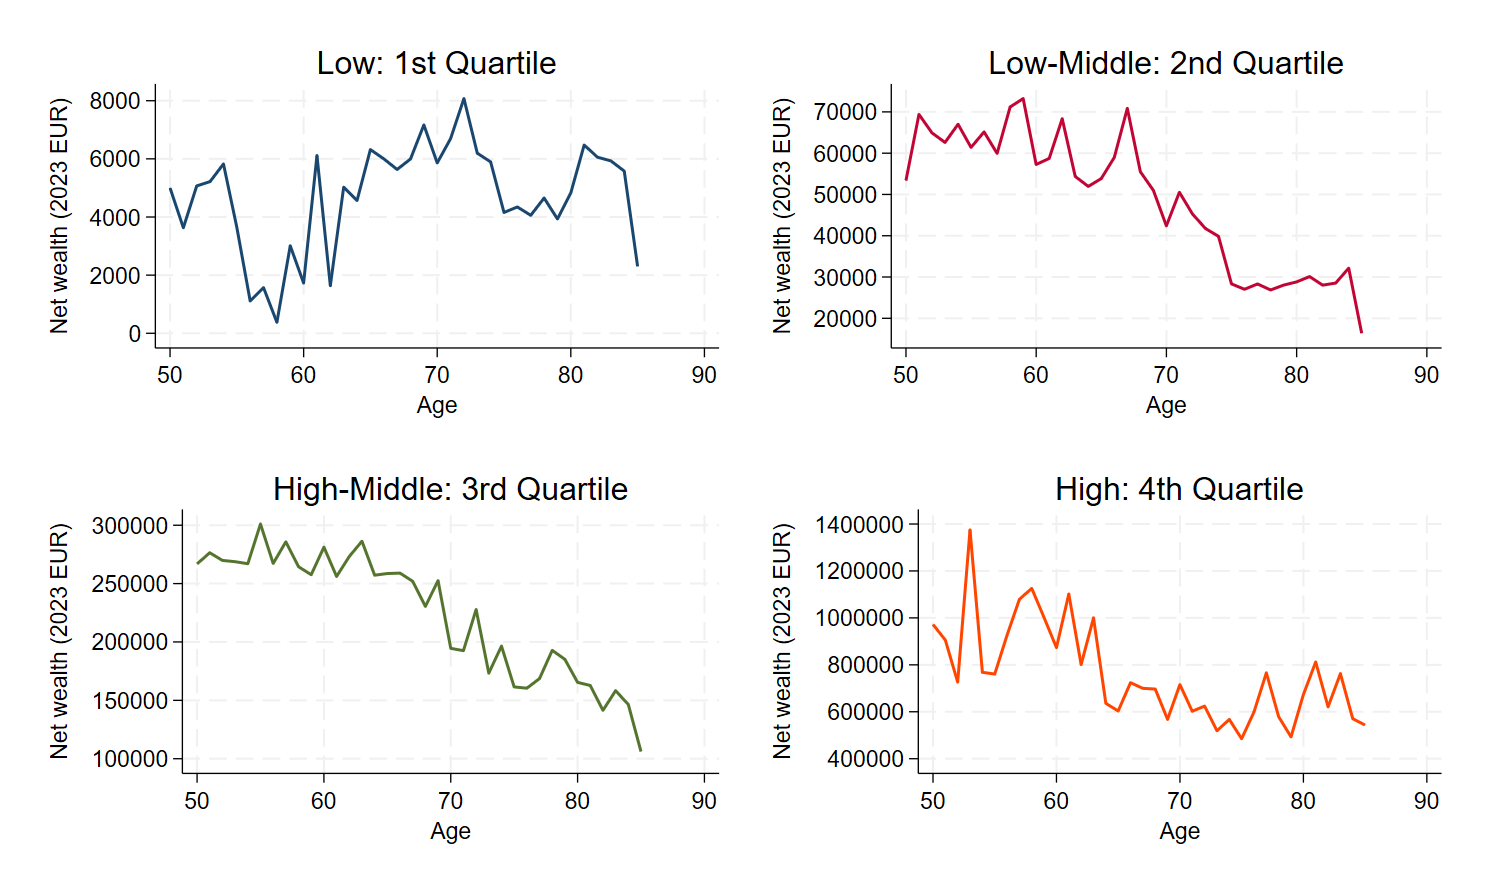 Low: 1st Quartile
Net wealth (2023 EUR)
8000
6000
4000
2000
0
50 60 70 80 90
Age
Low-Middle: 2nd Quartile
Net wealth (2023 EUR)
70000
60000
50000
40000
30000
20000
50 60 70 80 90
Age
High-Middle: 3rd Quartile
Net wealth (2023 EUR)
300000
250000
200000
150000
100000
50 60 70 80 90
Age
High: 4th Quartile
Net wealth (2023 EUR)
1400000
1200000
1000000
800000
600000
400000
50 60 70 80 90
Age